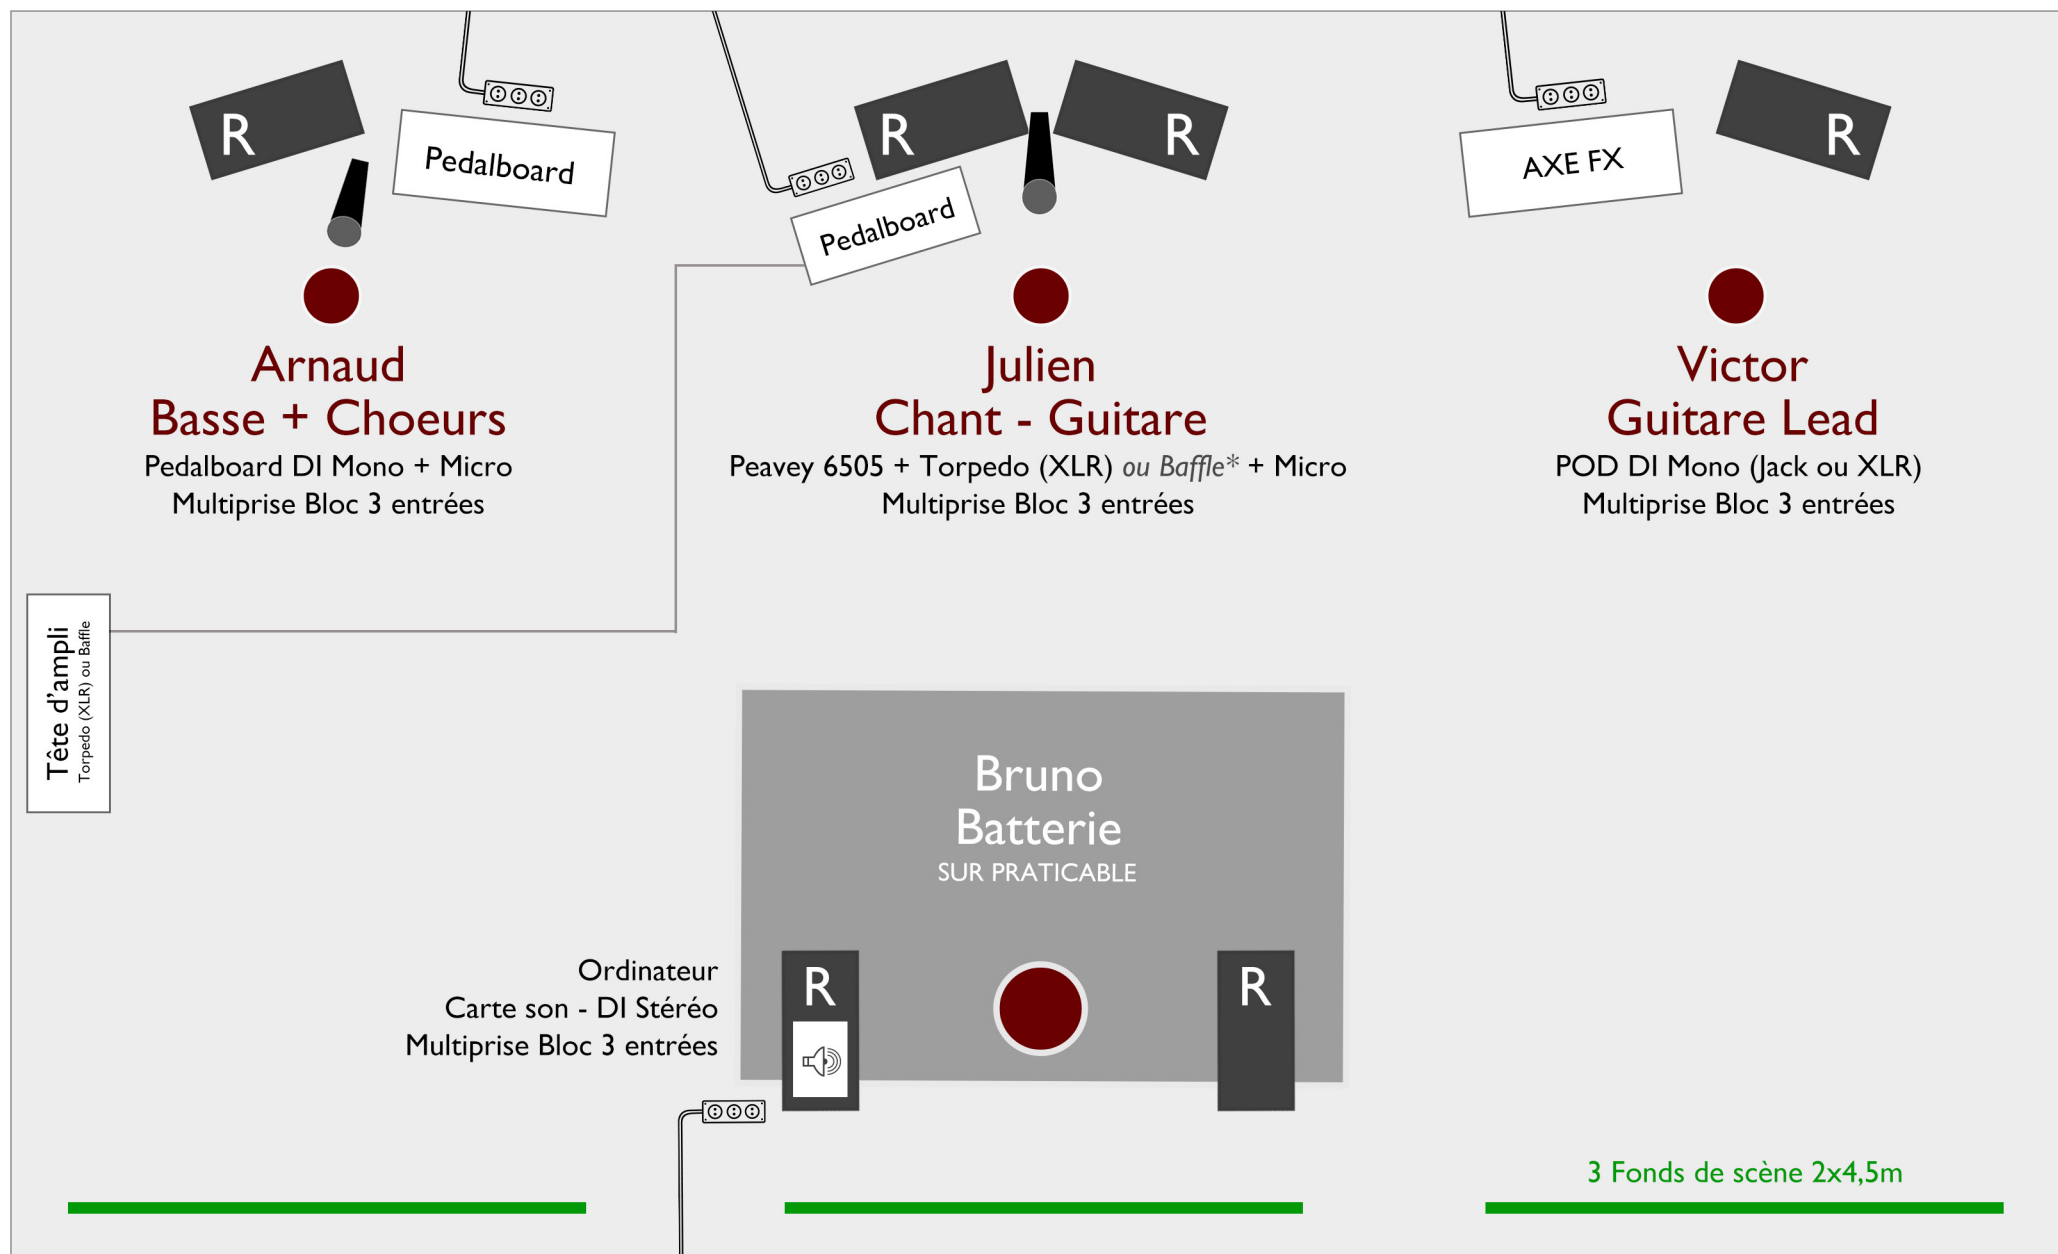 R
Pedalboard
R
R
Pedalboard
AXE FX
R
Arnaud
Basse + Choeurs
Pedalboard DI Mono + Micro
Multiprise Bloc 3 entrées
Julien
Chant - Guitare
Peavey 6505 + Torpedo (XLR) ou Baffle* + Micro
Multiprise Bloc 3 entrées
Victor
Guitare Lead
POD DI Mono (Jack ou XLR)
Multiprise Bloc 3 entrées
Tête d'ampli
Torpedo (XLR) ou Baffle
Bruno
Batterie
SUR PRATICABLE
Ordinateur
Carte son - DI Stéréo
Multiprise Bloc 3 entrées
R
R
3 Fonds de scène 2x4,5m